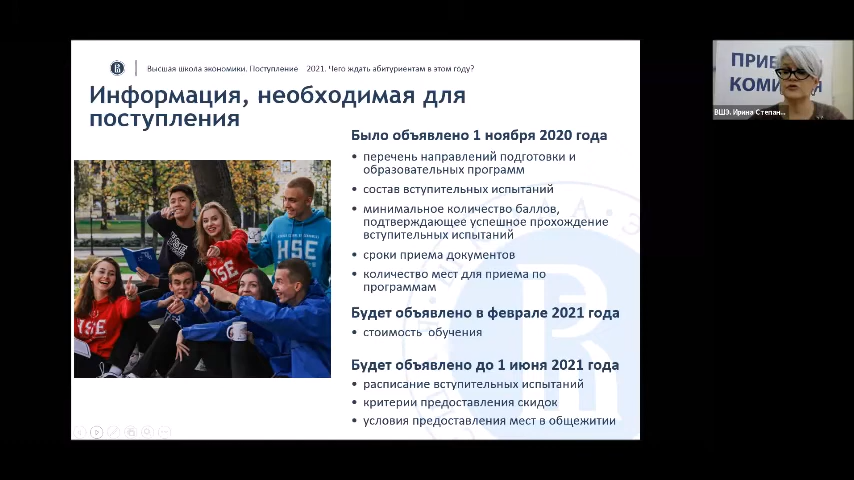 Высшая школа экономики. Поступление 2021. Чего ждать абитуриентам в этом году?
Информация, необходимая для
поступления
Было объявлено 1 ноября 2020 года
• перечень направлений подготовки и
образовательных программ
• состав вступительных испытаний
• минимальное количество баллов,
подтверждающее успешное прохождение
вступительных испытаний
• сроки приема документов
• количество мест для приема по
программам
Будет объявлено в феврале 2021 года
• стоимость обучения
Будет объявлено до 1 июня 2021 года
• расписание вступительных испытаний
• критерии предоставления скидок
• условия предоставления мест в общежитии
HSE
HSE
HSE
ПРИЕ
КОМИ
ВШЭ. Ирина Степан...